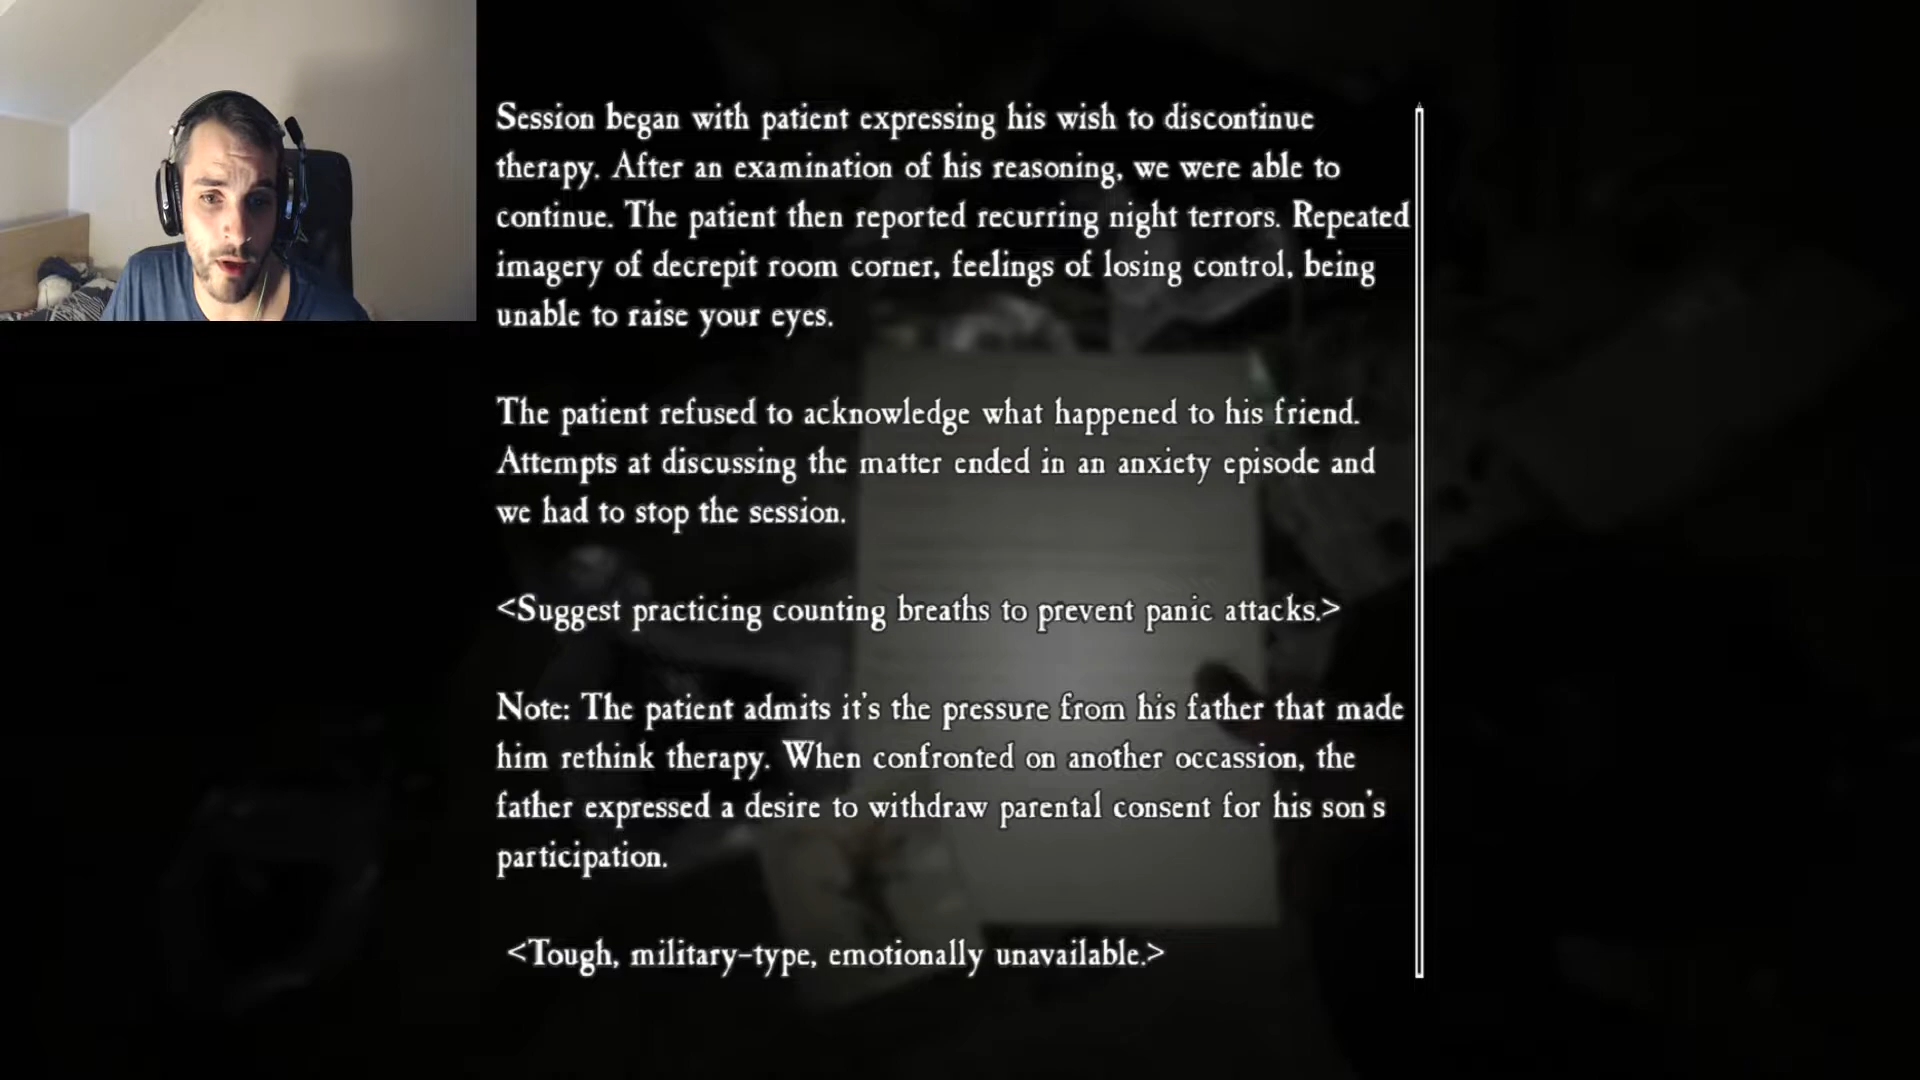 Session began with patient expressing his wish to discontinue
therapy. After an examination of his reasoning, we were able to
continue. The patient then reported recurring night terrors. Repeated
imagery of decrepit room corner, feelings of losing control, being
unable to raise your eyes.
The patient refused to acknowledge what happened to his friend.
Attempts at discussing the matter ended in an anxiety episode and
we had to stop the session.
<Suggest practicing counting breaths to prevent panic attacks.>
Note: The patient admits it's the pressure from his father that made
him rethink therapy. When confronted on another occassion, the
father expressed a desire to withdraw parental consent for his son's
participation.
<Tough, military-type, emotionally unavailable.>